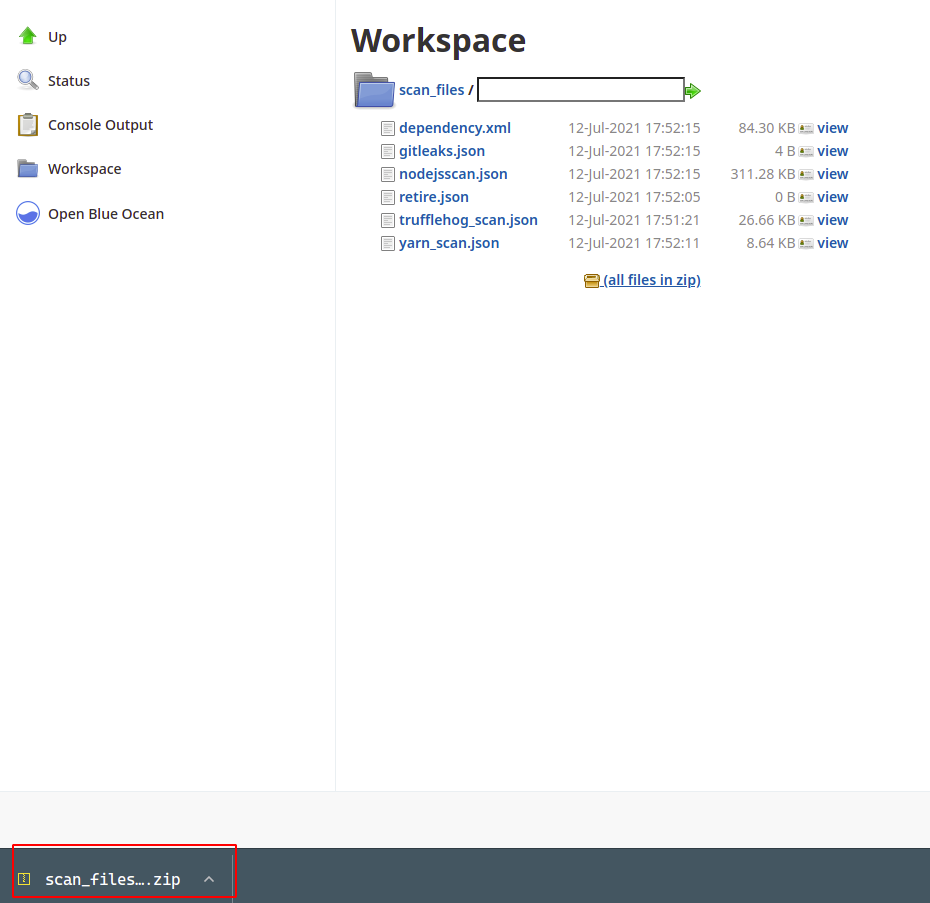 Up
Status
Console Output
Workspace
Open Blue Ocean
Workspace
scan_files /
dependency.xml 12-Jul-2021 17:52:15 84.30 KB view
gitleaks.json 12-Jul-2021 17:52:15 4 B view
nodejsscan.json 12-Jul-2021 17:52:15 311.28 KB view
retire.json 12-Jul-2021 17:52:05 0 B view
trufflehog_scan.json 12-Jul-2021 17:51:21 26.66 KB view
yarn_scan.json 12-Jul-2021 17:52:11 8.64 KB view
(all files in zip)
scan_files….zip